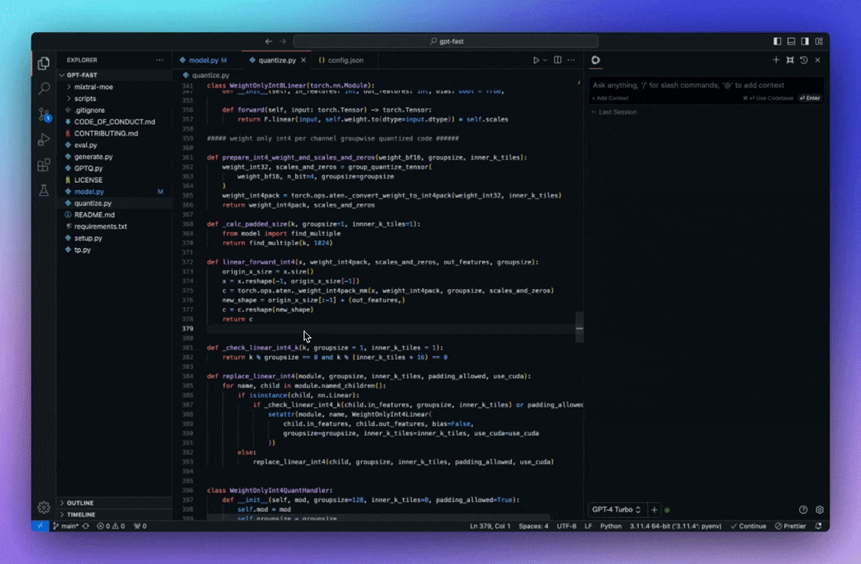 gpt-fast
EXPLORER
model.py M
quantize.py
config.json
GPT-FAST
mixtral-moe
scripts
.gitignore
CODE_OF_CONDUCT.md
CONTRIBUTING.md
eval.py
generate.py
GPTQ.py
LICENSE
model.py M
quantize.py
README.md
requirements.txt
setup.py
tp.py
OUTLINE
TIMELINE
quantize.py
341 class WeightOnlyInt8Linear(torch.nn.Module):
355
356 def forward(self, input: torch.Tensor) -> torch.Tensor:
357 return F.linear(input, self.weight.to(dtype=input.dtype)) * self.scales
358
359 ##### weight only int4 per channel groupwise quantized code ######
360
361 def prepare_int4_weight_and_scales_and_zeros(weight_bf16, groupsize, inner_k_tiles):
362 weight_int32, scales_and_zeros = group_quantize_tensor(
363 weight_bf16, n_bit=4, groupsize=groupsize
364 )
365 weight_int4pack = torch.ops.aten._convert_weight_to_int4pack(weight_int32, inner_k_tiles)
366 return weight_int4pack, scales_and_zeros
367
368 def _calc_padded_size(k, groupsize=1, innner_k_tiles=1):
369 from model import find_multiple
370 return find_multiple(k, 1024)
371
372 def linear_forward_int4(x, weight_int4pack, scales_and_zeros, out_features, groupsize):
373 origin_x_size = x.size()
374 x = x.reshape(-1, origin_x_size[-1])
375 c = torch.ops.aten._weight_int4pack_mm(x, weight_int4pack, groupsize, scales_and_zeros)
376 new_shape = origin_x_size[:-1] + (out_features,)
377 c = c.reshape(new_shape)
378 return c
379
380
381 def _check_linear_int4_k(k, groupsize = 1, inner_k_tiles = 1):
382 return k % groupsize == 0 and k % (inner_k_tiles * 16) == 0
383
384 def replace_linear_int4(module, groupsize, inner_k_tiles, padding_allowed, use_cuda):
385 for name, child in module.named_children():
386 if isinstance(child, nn.Linear):
387 if _check_linear_int4_k(child.in_features, groupsize, inner_k_tiles) or padding_allowed
388 setattr(module, name, WeightOnlyInt4Linear(
389 child.in_features, child.out_features, bias=False,
390 groupsize=groupsize, inner_k_tiles=inner_k_tiles, use_cuda=use_cuda
391 ))
392 else:
393 replace_linear_int4(child, groupsize, inner_k_tiles, padding_allowed, use_cuda)
394
395
396 class WeightOnlyInt4QuantHandler:
397 def __init__(self, mod, groupsize=128, inner_k_tiles=8, padding_allowed=True):
398 self.mod = mod
self.groupsize = groupsize
Ask anything, '/' for slash commands, '@' to add context
+ Add Context
Use Codebase
Enter
Last Session
GPT-4 Turbo
main*
0 0
0
Ln 379, Col 1
Spaces: 4
UTF-8
LF
Python
3.11.4 64-bit ('3.11.4': pyenv)
Continue
Prettier